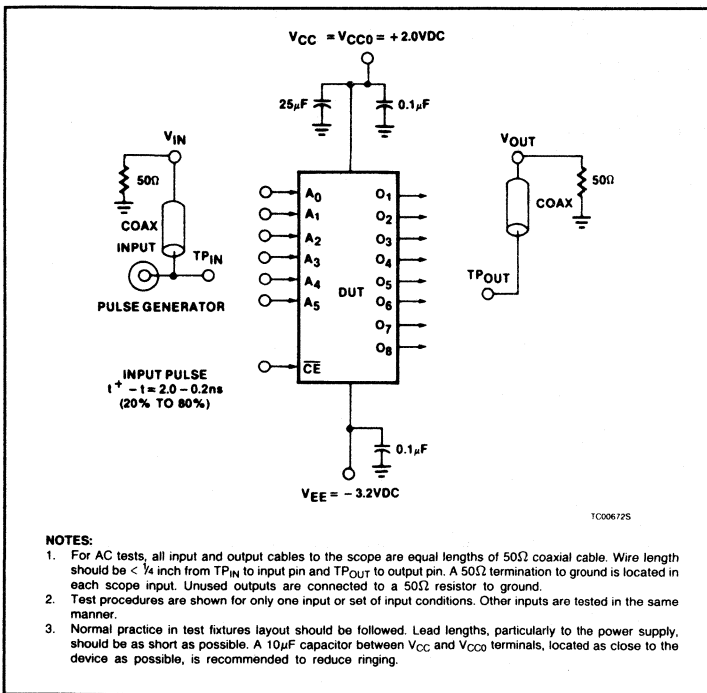 VCC = VCC0 = + 2.0VDC
25μF
0.1μF
VIN
50Ω
COAX
INPUT
TPIN
PULSE GENERATOR
INPUT PULSE
t+ - t = 2.0 - 0.2ns
(20% TO 80%)
A0
A1
A2
A3
A4
A5
CE
DUT
O1
O2
O3
O4
O5
O6
O7
O8
VOUT
50Ω
COAX
TPOUT
0.1μF
VEE = - 3.2VDC
TC00672S
NOTES:
1. For AC tests, all input and output cables to the scope are equal lengths of 50Ω coaxial cable. Wire length
should be < 1/4 inch from TPIN to input pin and TPOUT to output pin. A 50Ω termination to ground is located in
each scope input. Unused outputs are connected to a 50Ω resistor to ground.
2. Test procedures are shown for only one input or set of input conditions. Other inputs are tested in the same
manner.
3. Normal practice in test fixtures layout should be followed. Lead lengths, particularly to the power supply,
should be as short as possible. A 10μF capacitor between VCC and VCC0 terminals, located as close to the
device as possible, is recommended to reduce ringing.